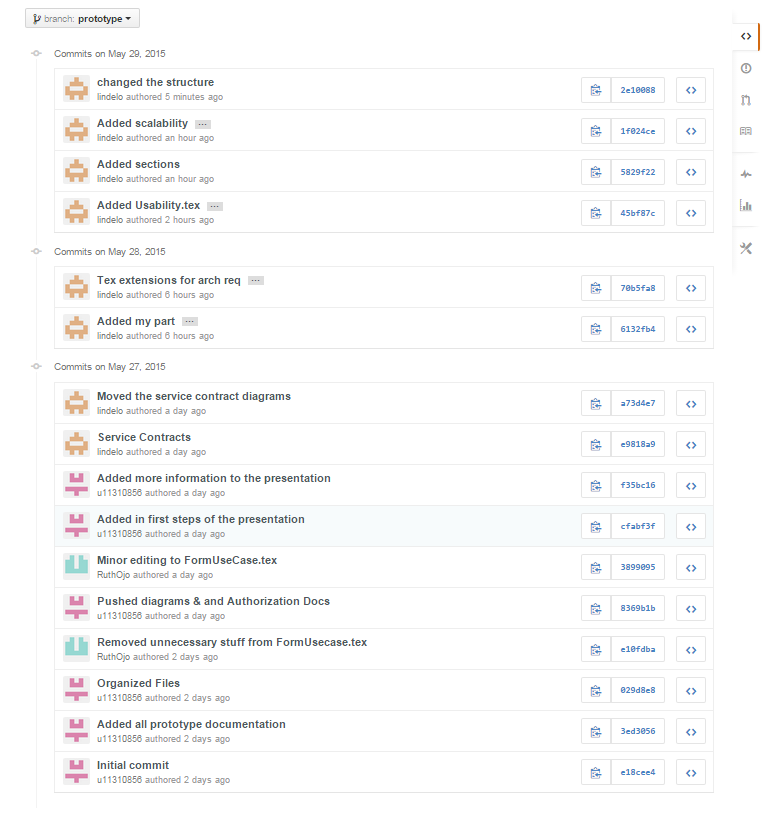 branch: prototype
Commits on May 29, 2015
changed the structure
lindelo authored 5 minutes ago
2e10088
Added scalability ...
lindelo authored an hour ago
1f024ce
Added sections
lindelo authored an hour ago
5829f22
Added Usability.tex ...
lindelo authored 2 hours ago
45bf87c
Commits on May 28, 2015
Tex extensions for arch req ...
lindelo authored 6 hours ago
70b5fa8
Added my part ...
lindelo authored 6 hours ago
6132fb4
Commits on May 27, 2015
Moved the service contract diagrams
lindelo authored a day ago
a73d4e7
Service Contracts
lindelo authored a day ago
e9818a9
Added more information to the presentation
u11310856 authored a day ago
f35bc16
Added in first steps of the presentation
u11310856 authored a day ago
cfabf3f
Minor editing to FormUseCase.tex
RuthOjo authored a day ago
3899095
Pushed diagrams & and Authorization Docs
u11310856 authored a day ago
8369b1b
Removed unnecessary stuff from FormUsecase.tex
RuthOjo authored 2 days ago
e10fdba
Organized Files
u11310856 authored 2 days ago
029d8e8
Added all prototype documentation
u11310856 authored 2 days ago
3ed3056
Initial commit
u11310856 authored 2 days ago
e18cee4